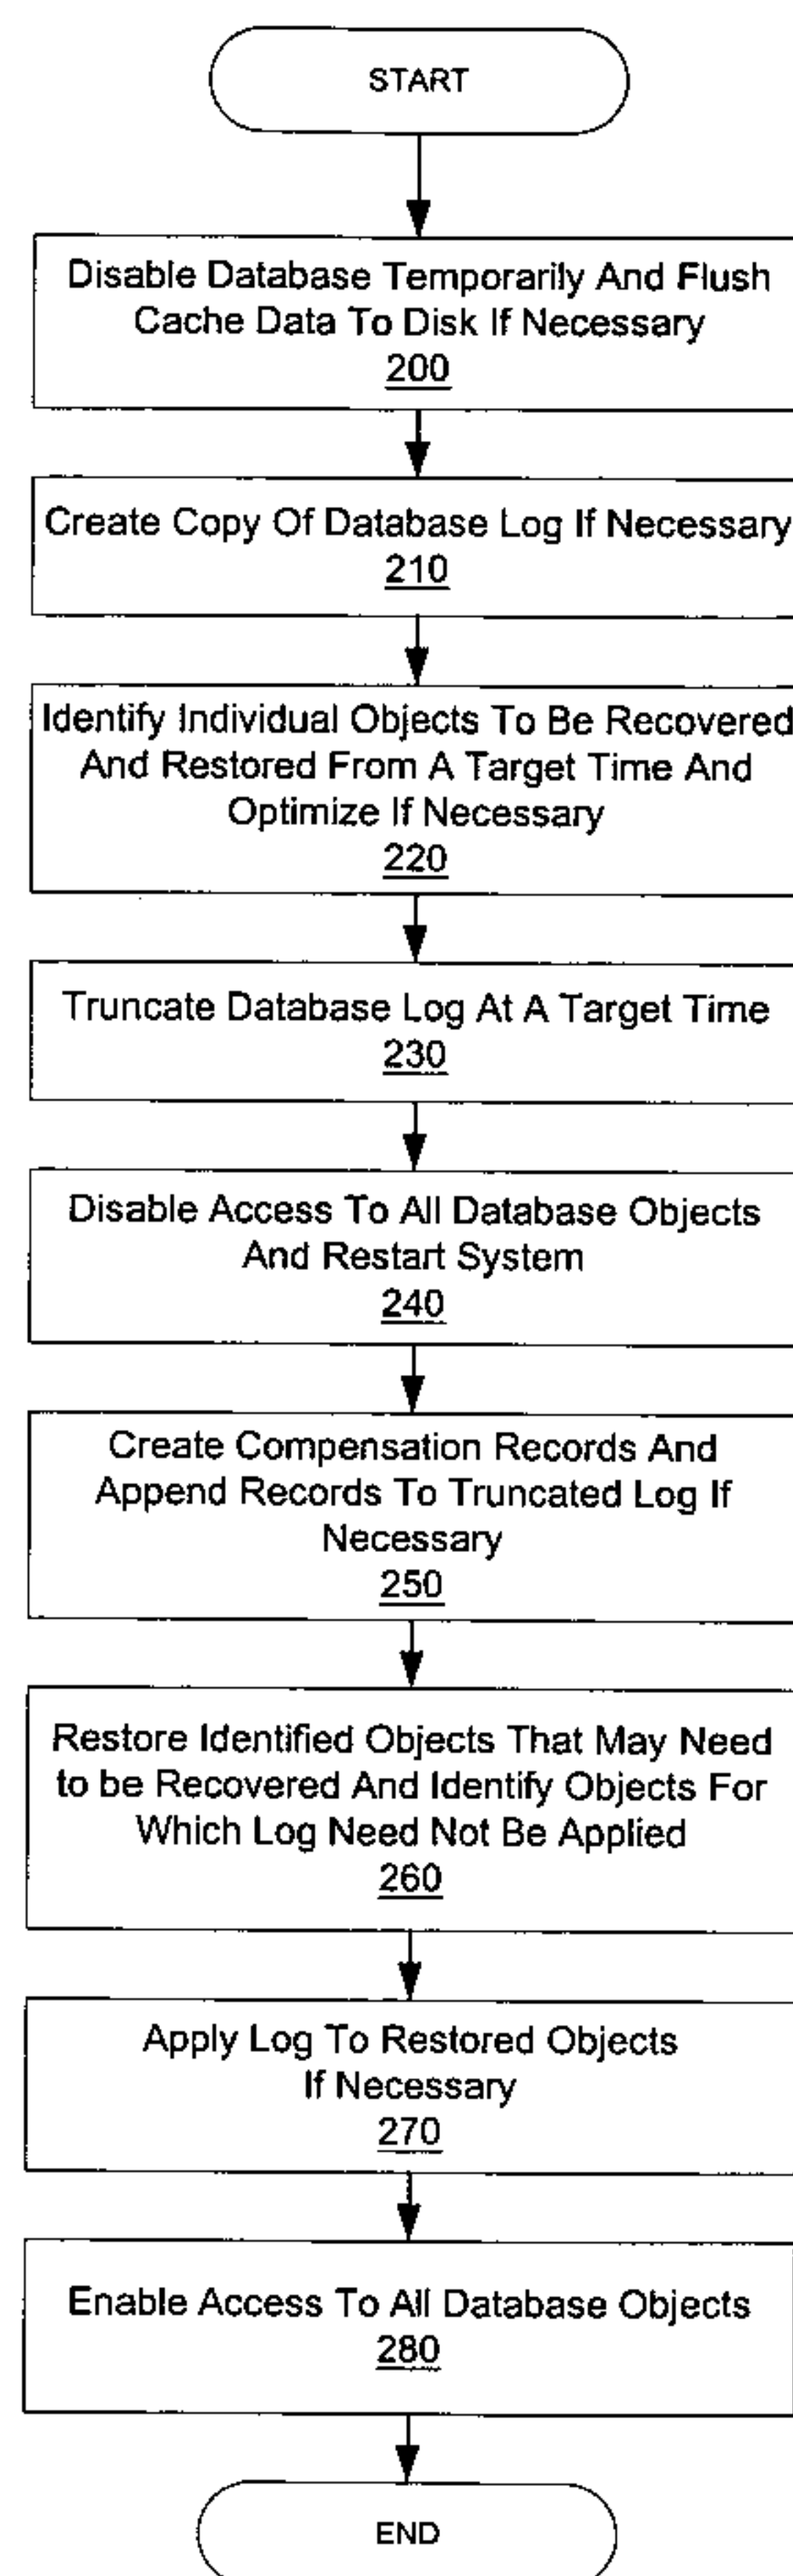 START
Disable Database Temporarily And Flush
Cache Data To Disk If Necessary
200
Create Copy Of Database Log If Necessary
210
Identify Individual Objects To Be Recovered
And Restored From A Target Time And
Optimize If Necessary
220
Truncate Database Log At A Target Time
230
Disable Access To All Database Objects
And Restart System
240
Create Compensation Records And
Append Records To Truncated Log If
Necessary
250
Restore Identified Objects That May Need
to be Recovered And Identify Objects For
Which Log Need Not Be Applied
260
Apply Log To Restored Objects
If Necessary
270
Enable Access To All Database Objects
280
END